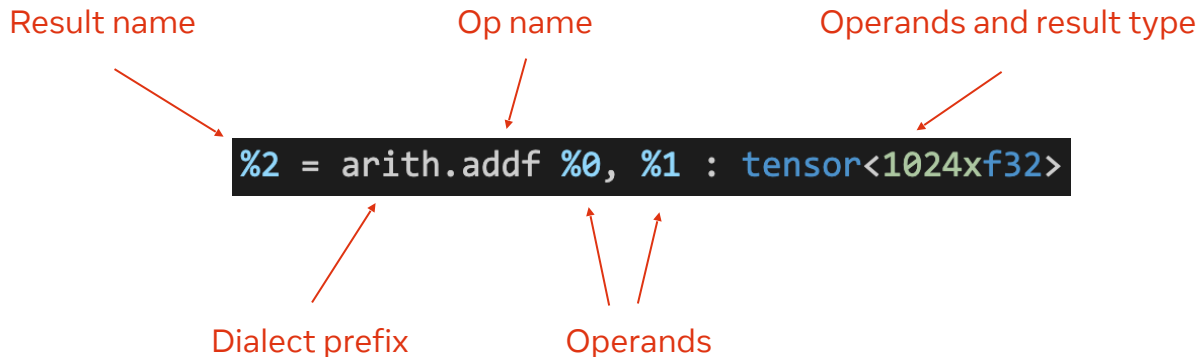 Result name
Op name
Operands and result type
%2 = arith.addf %0, %1 : tensor<1024xf32>
Dialect prefix
Operands